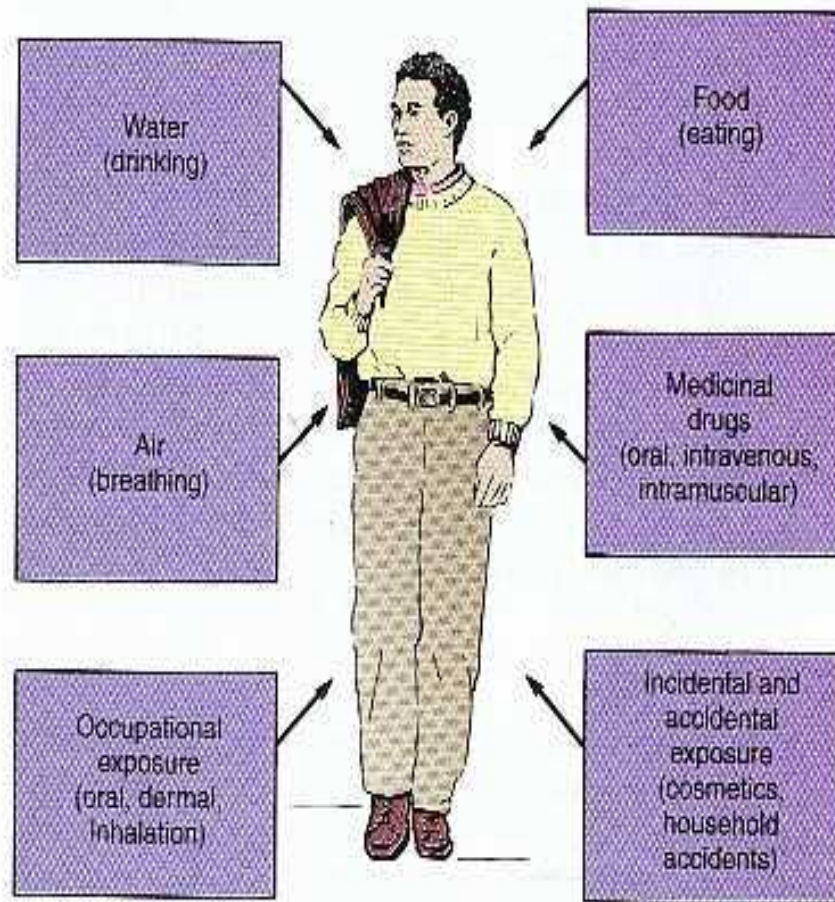 Water
(drinking)
Food
(eating)
Air
(breathing)
Medicinal
drugs
(oral, intravenous,
intramuscular)
Occupational
exposure
(oral, dermal,
Inhalation)
Incidental and
accidental
exposure
(cosmetics,
household
accidents)